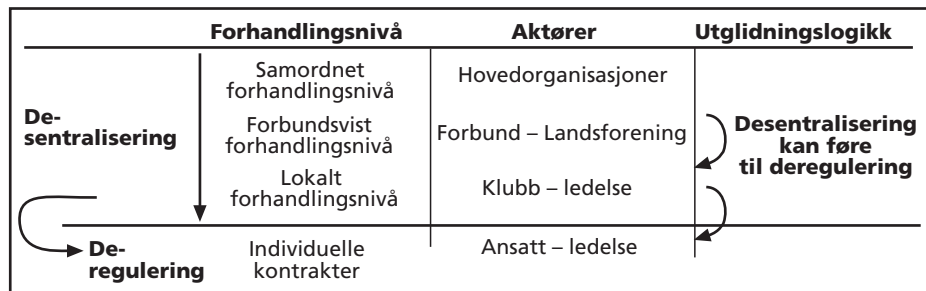 Forhandlingsnivå Aktører Utglidningslogikk
Samordnet
forhandlingsnivå
Hovedorganisasjoner
De-
sentralisering
Forbundsvist
forhandlingsnivå
Forbund – Landsforening
Desentralisering
kan føre
til deregulering
Lokalt
forhandlingsnivå
Klubb – ledelse
De-
regulering
Individuelle
kontrakter
Ansatt – ledelse